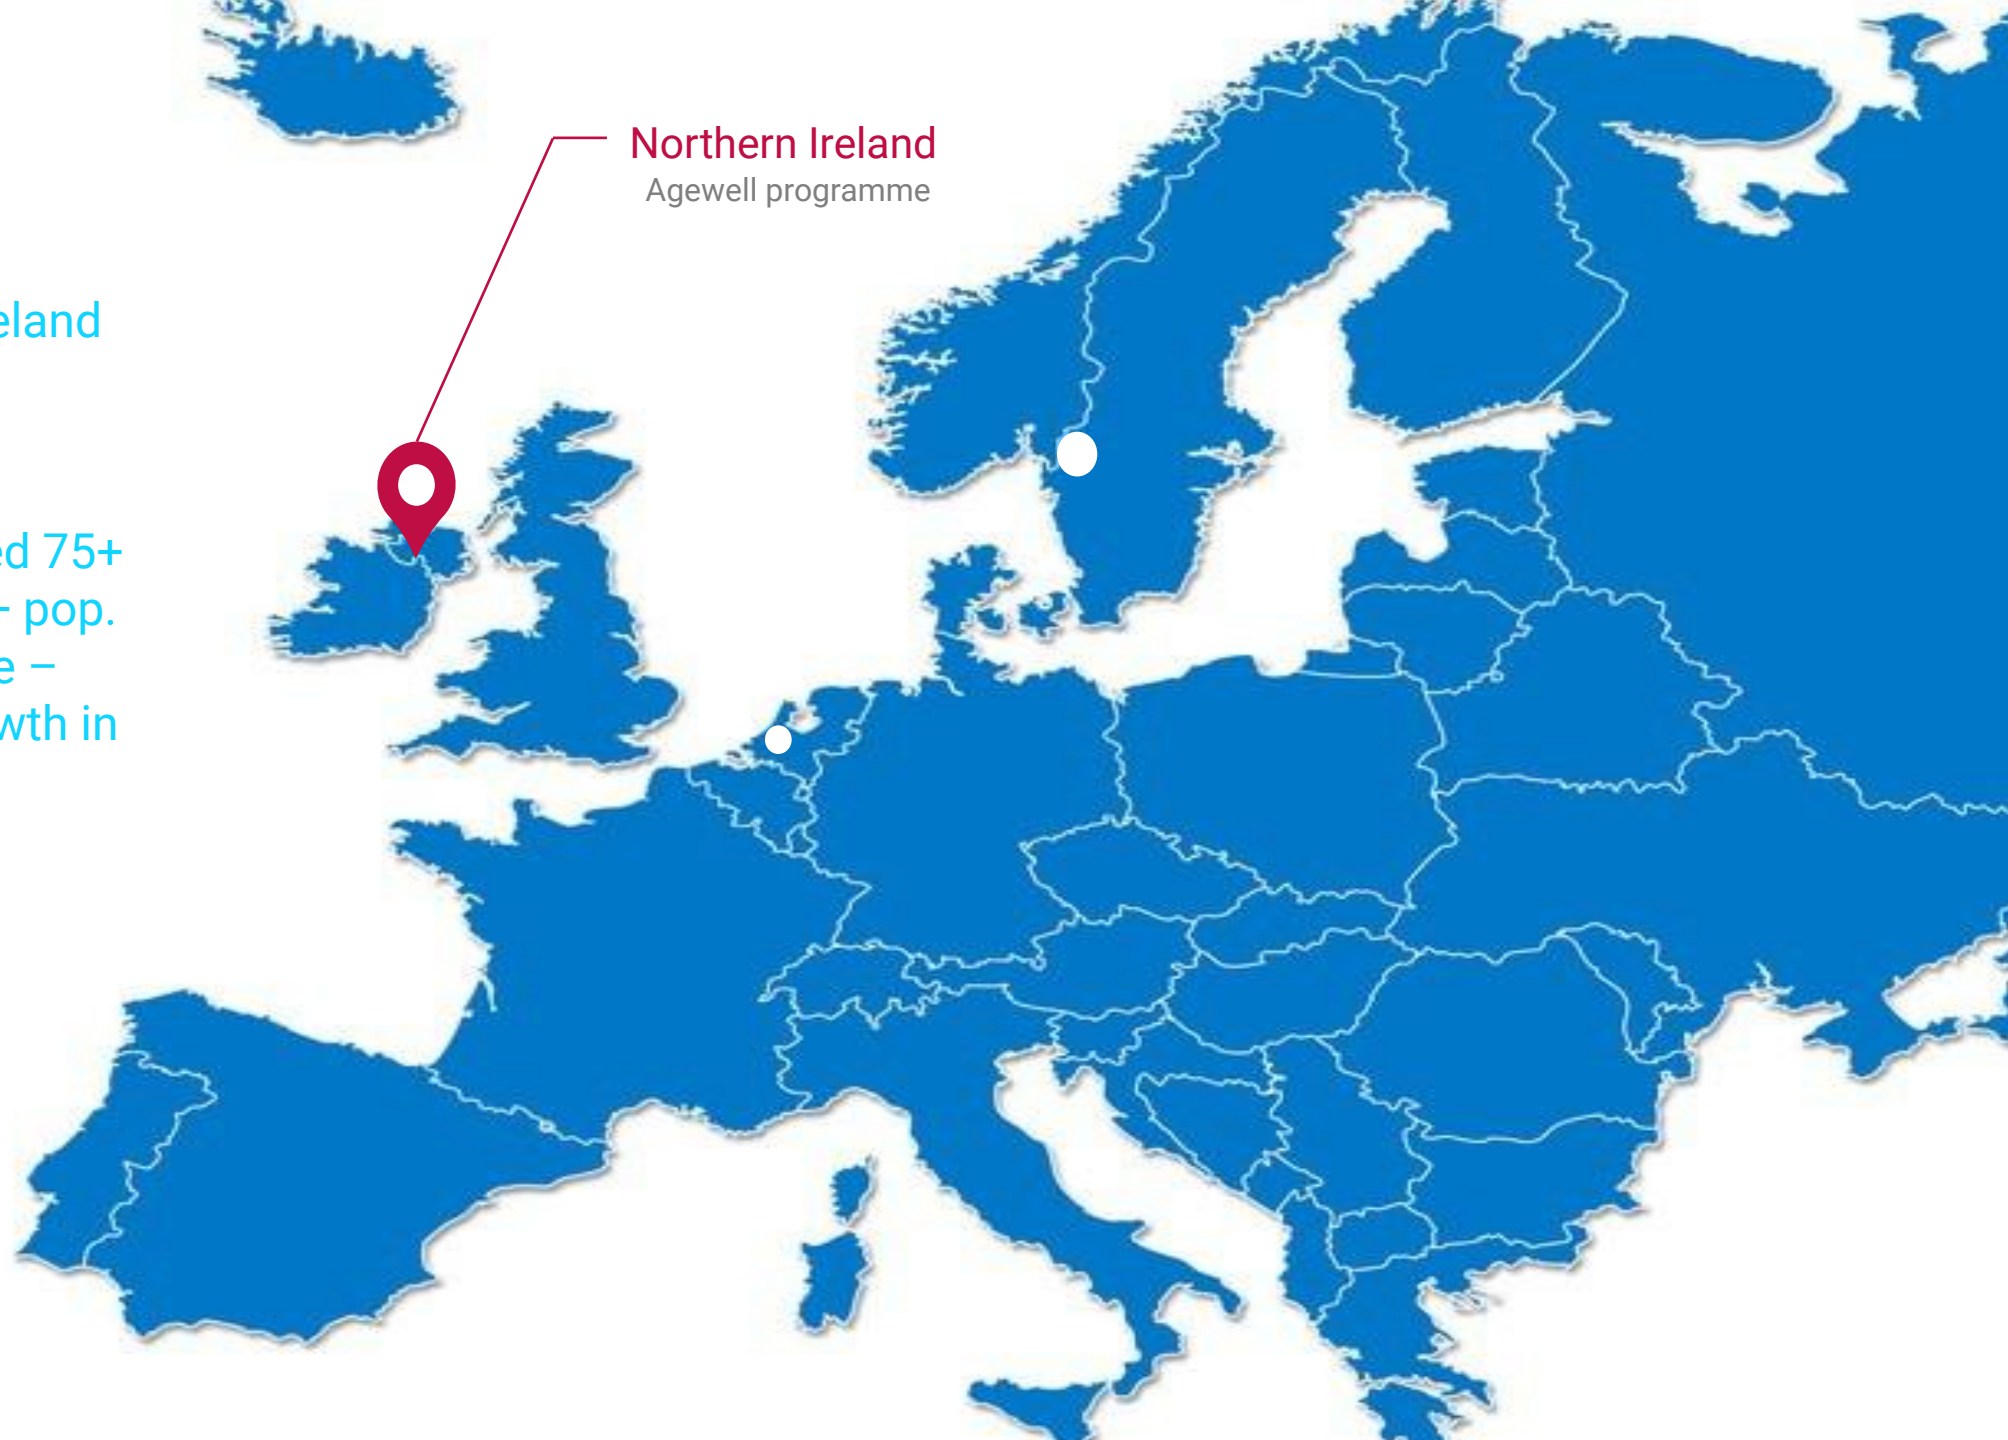 Northern Ireland
Agewell programme
eland
ed 75+
pop.
e –
wth in